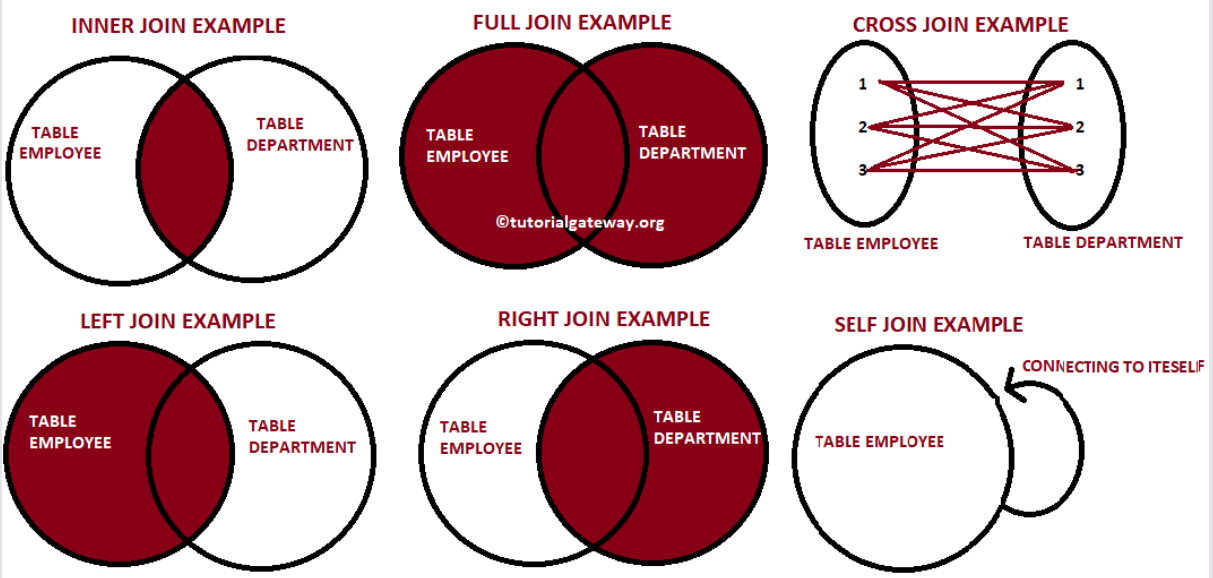 INNER JOIN EXAMPLE
TABLE
EMPLOYEE
TABLE
DEPARTMENT
FULL JOIN EXAMPLE
TABLE
EMPLOYEE
TABLE
DEPARTMENT
©tutorialgateway.org
CROSS JOIN EXAMPLE
1 1
2 2
3 3
TABLE EMPLOYEE
TABLE DEPARTMENT
LEFT JOIN EXAMPLE
TABLE
EMPLOYEE
TABLE
DEPARTMENT
RIGHT JOIN EXAMPLE
TABLE
EMPLOYEE
TABLE
DEPARTMENT
SELF JOIN EXAMPLE
CONNECTING TO ITESELF
TABLE EMPLOYEE